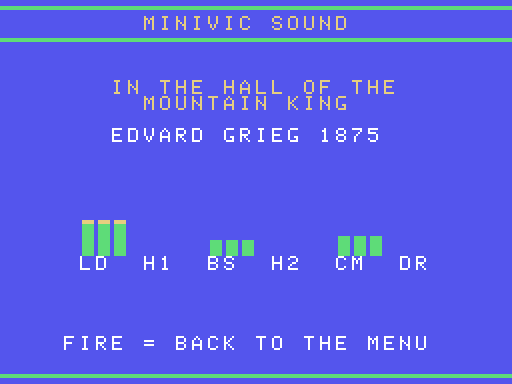 MINIVIC SOUND
IN THE HALL OF THE
MOUNTAIN KING
EDVARD GRIEG 1875
LD H1 BS H2 CM DR
FIRE = BACK TO THE MENU